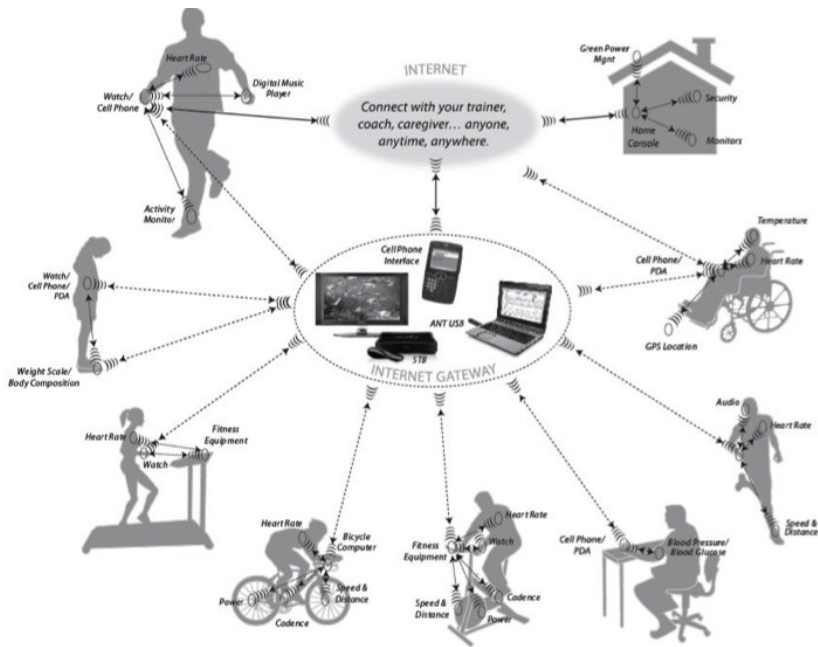 Heart Rate
Digital Music
Player
Watch/
Cell Phone
Activity
Monitor
INTERNET
Connect with your trainer,
coach, caregiver... anyone,
anytime, anywhere.
Green Power
Mgnt
Security
Home
Console
Monitors
Watch/
Cell Phone/
PDA
Weight Scale/
Body Composition
Cell Phone
Interface
ANT USB
STB
INTERNET GATEWAY
Temperature
Cell Phone/
PDA
Heart Rate
GPS Location
Heart Rate
Fitness
Equipment
Watch
Audio
Heart Rate
Speed &
Distance
Heart Rate
Bicycle
Computer
Power
Speed &
Distance
Cadence
Heart Rate
Fitness
Equipment
Watch
Speed &
Distance
Cadence
Power
Cell Phone/
PDA
Blood Pressure/
Blood Glucose